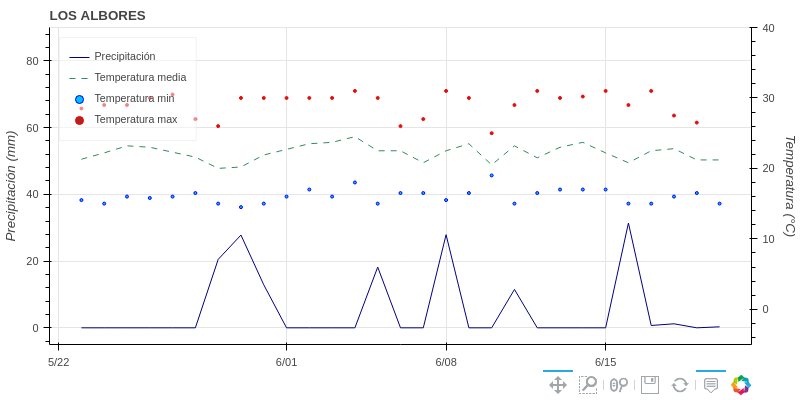 LOS ALBORES
Precipitación
Temperatura media
Temperatura min
Temperatura max
Precipitación (mm)
80
60
40
20
0
Temperatura (°C)
40
30
20
10
0
5/22
6/01
6/08
6/15